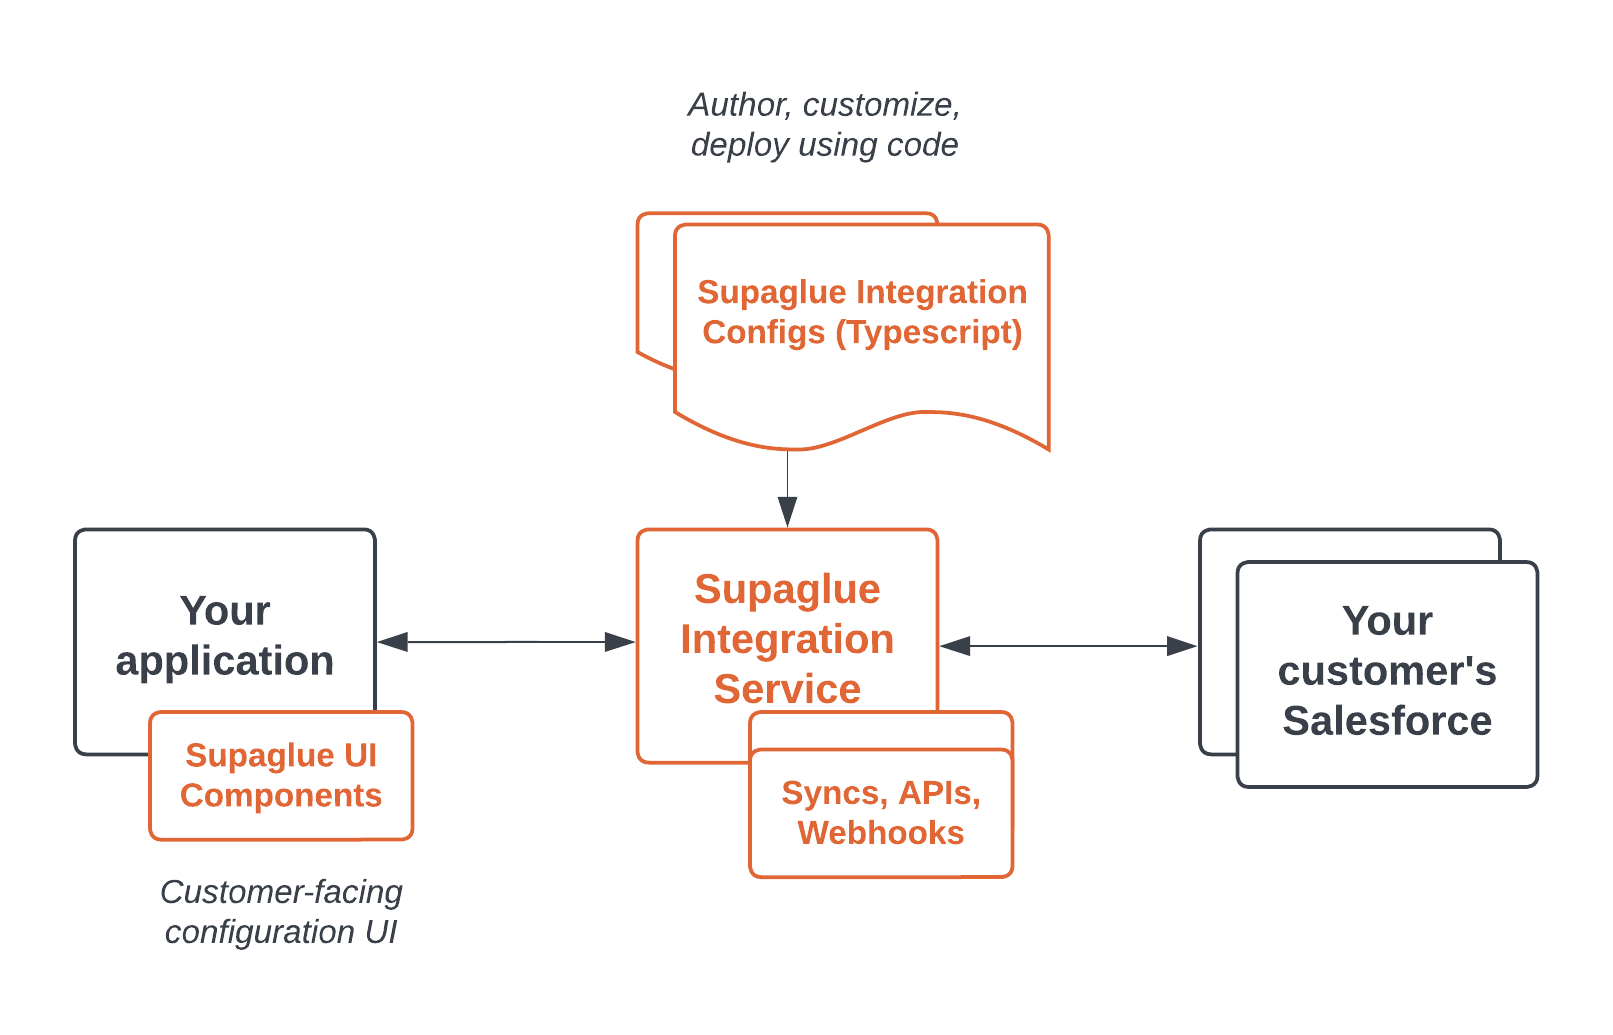 Author, customize,
deploy using code
Supaglue Integration
Configs (Typescript)
Your
application
Supaglue UI
Components
Customer-facing
configuration UI
Supaglue
Integration
Service
Syncs, APIs,
Webhooks
Your
customer's
Salesforce